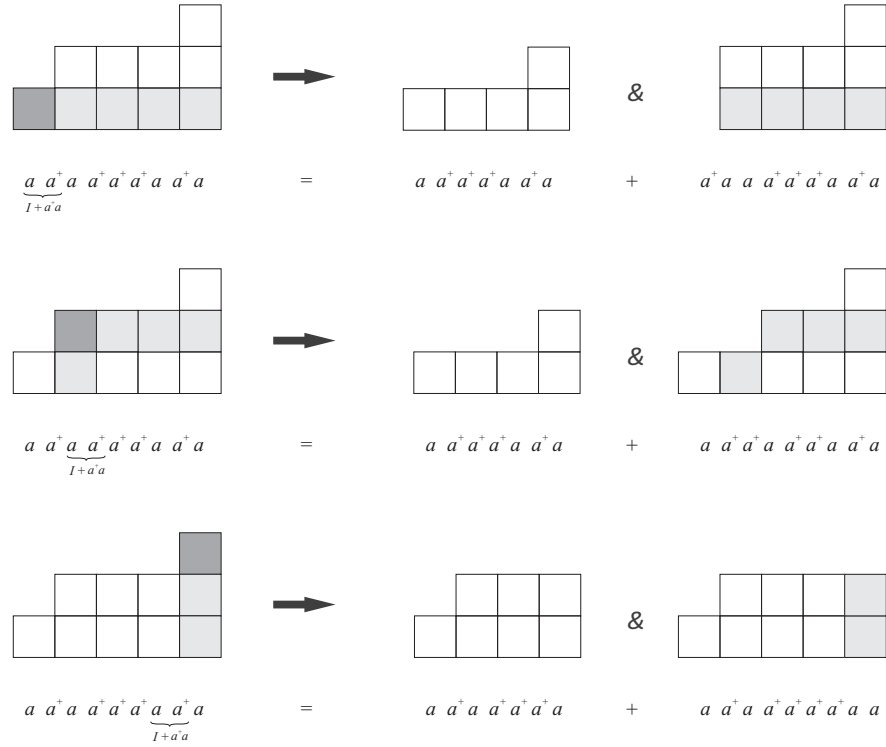 &
a a⁺ a a⁺ a⁺ a⁺ a a⁺ a = a a⁺ a⁺ a⁺ a a⁺ a + a⁺ a a a⁺ a⁺ a⁺ a a⁺ a
I + a⁺a
&
a a⁺ a a⁺ a⁺ a⁺ a a⁺ a = a a⁺ a⁺ a⁺ a a⁺ a + a a⁺ a⁺ a a⁺ a⁺ a a⁺ a
I + a⁺a
&
a a⁺ a a⁺ a⁺ a⁺ a a⁺ a = a a⁺ a a⁺ a⁺ a⁺ a + a a⁺ a a⁺ a⁺ a⁺ a⁺ a a
I + a⁺a